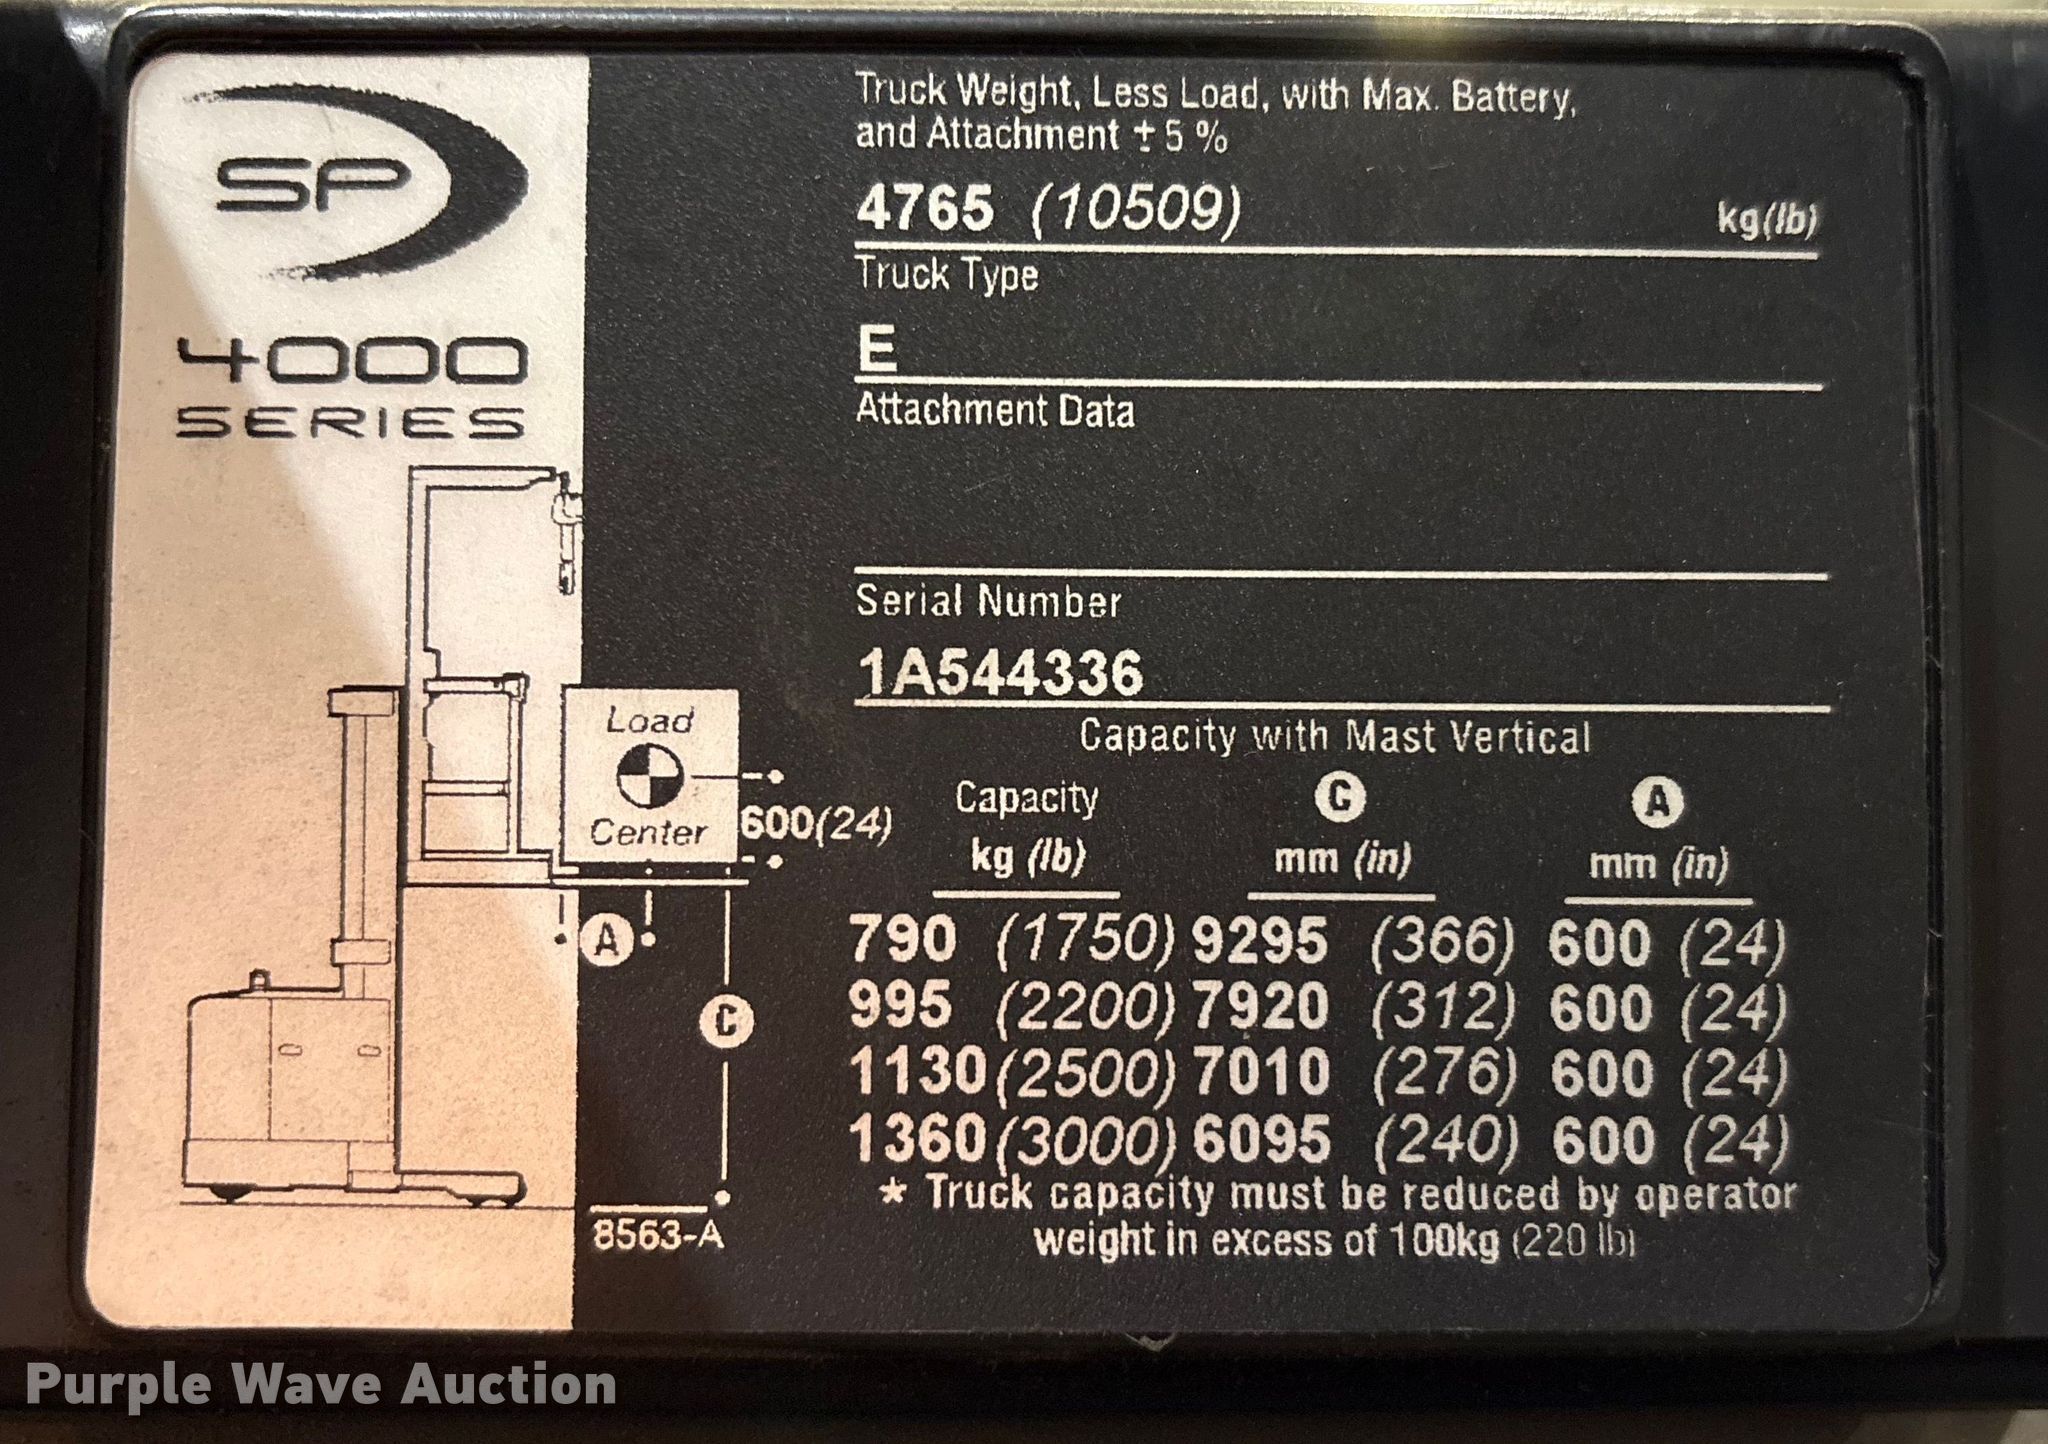 SP
4000
SERIES
Load
Center
600(24)
A
C
8563-A
Truck Weight, Less Load, with Max. Battery,
and Attachment ± 5 %
4765 (10509) kg(lb)
Truck Type
E
Attachment Data
Serial Number
1A544336
Capacity with Mast Vertical
Capacity C A
kg (lb) mm (in) mm (in)
790 (1750) 9295 (366) 600 (24)
995 (2200) 7920 (312) 600 (24)
1130 (2500) 7010 (276) 600 (24)
1360 (3000) 6095 (240) 600 (24)
* Truck capacity must be reduced by operator
weight in excess of 100kg (220 lb)
Purple Wave Auction